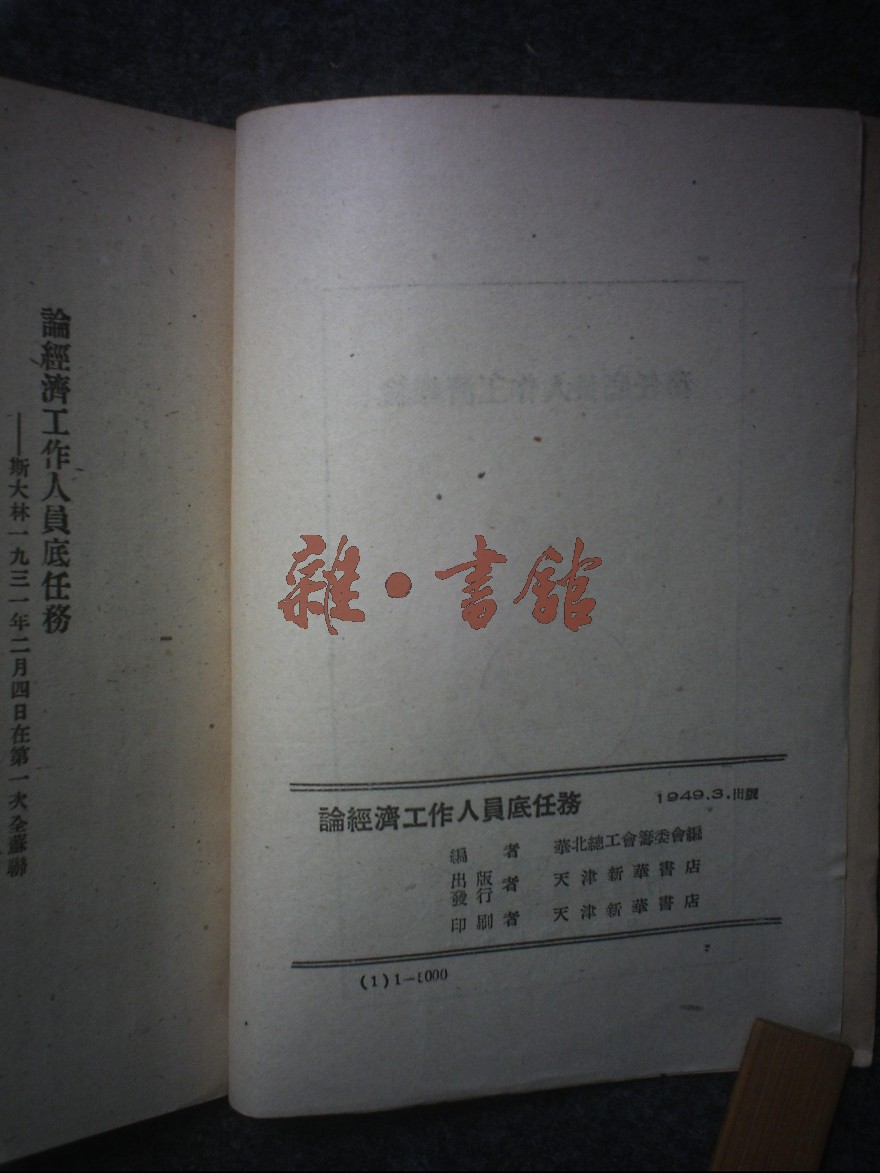 論經濟工作人員底任務
——斯大林一九三一年二月四日在第一次全蘇聯
雜·書館
論經濟工作人員底任務 1949.3.出版
編者 華北總工會籌委會編
出版
發行者 天津新華書店
印刷者 天津新華書店
(1)1—